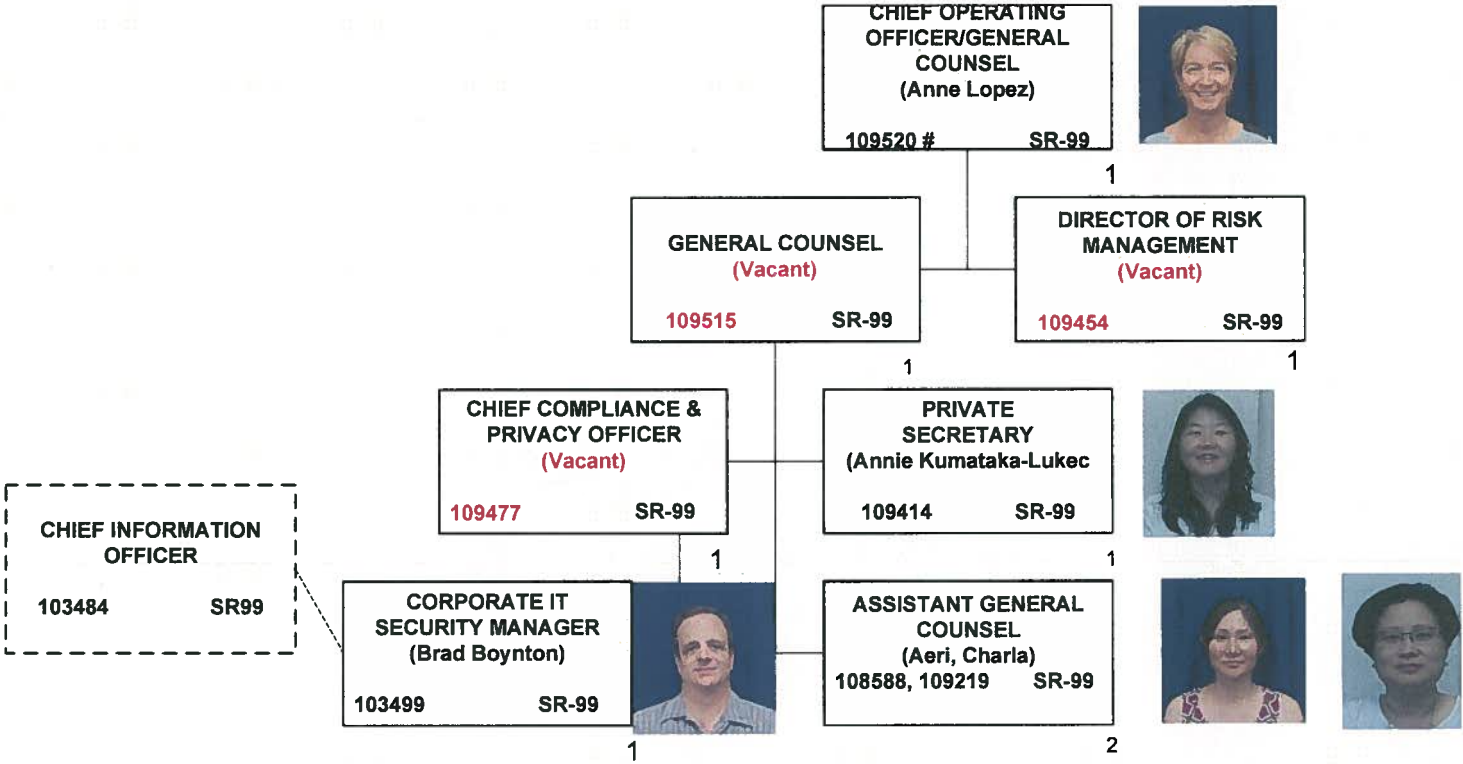 CHIEF OPERATING
OFFICER/GENERAL
COUNSEL
(Anne Lopez)
109520 # SR-99
1
GENERAL COUNSEL
(Vacant)
109515 SR-99
1
DIRECTOR OF RISK
MANAGEMENT
(Vacant)
109454 SR-99
1
CHIEF COMPLIANCE &
PRIVACY OFFICER
(Vacant)
109477 SR-99
1
PRIVATE
SECRETARY
(Annie Kumataka-Lukec
109414 SR-99
1
CHIEF INFORMATION
OFFICER
103484 SR99
CORPORATE IT
SECURITY MANAGER
(Brad Boynton)
103499 SR-99
1
ASSISTANT GENERAL
COUNSEL
(Aeri, Charla)
108588, 109219 SR-99
2